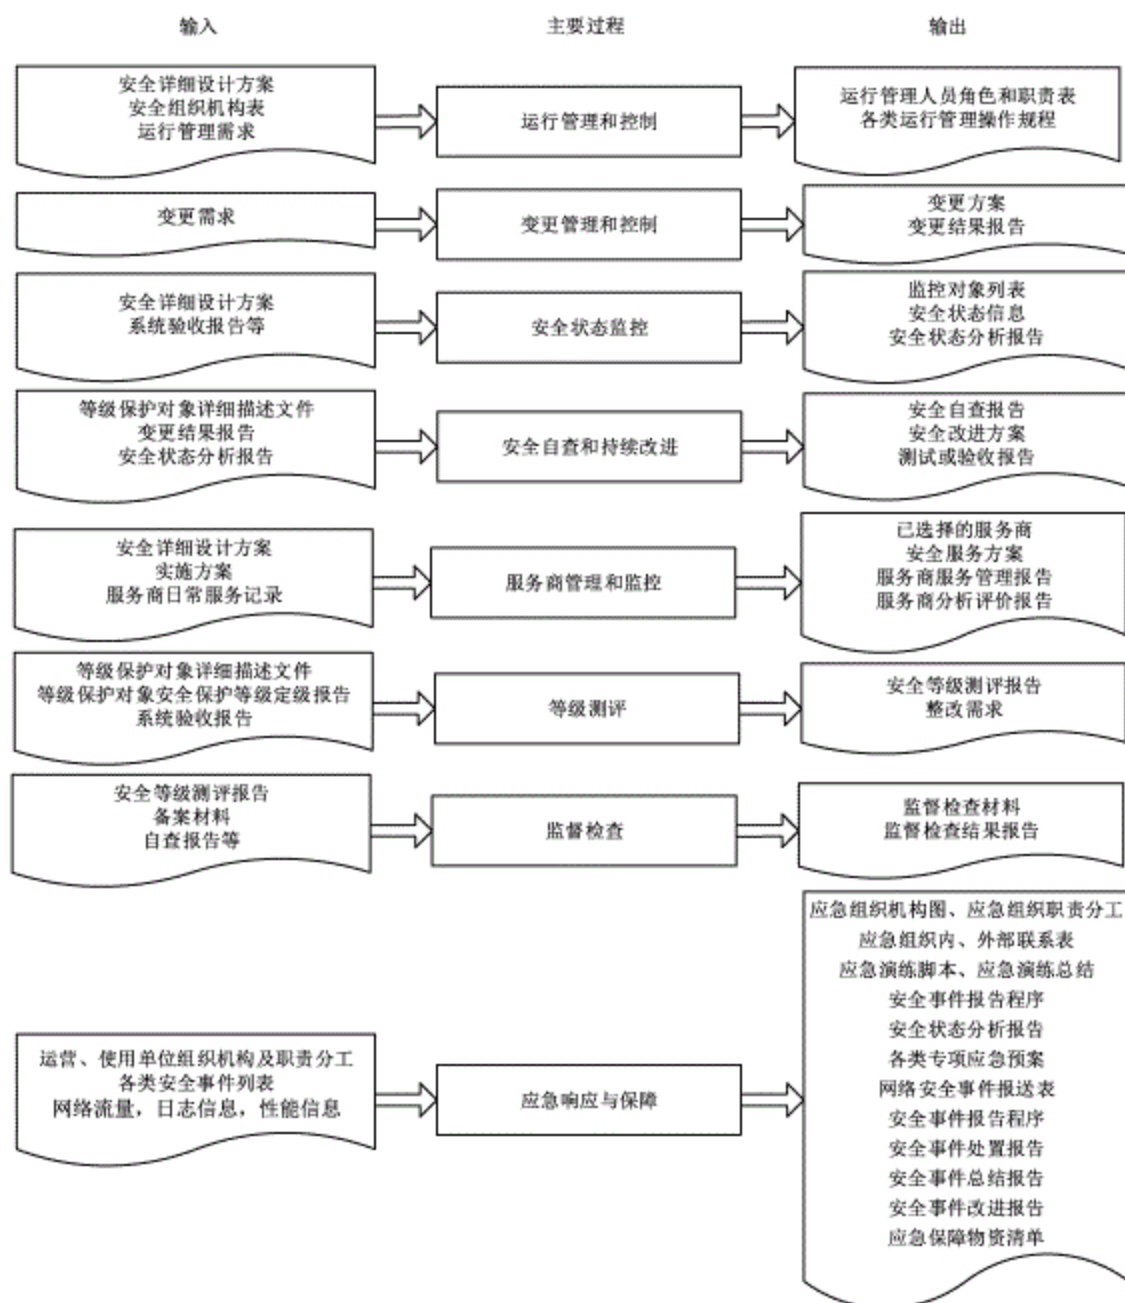 输入
主要过程
输出
安全详细设计方案
安全组织机构表
运行管理需求
运行管理和控制
运行管理人员角色和职责表
各类运行管理操作规程
变更需求
变更管理和控制
变更方案
变更结果报告
安全详细设计方案
系统验收报告等
安全状态监控
监控对象列表
安全状态信息
安全状态分析报告
等级保护对象详细描述文件
变更结果报告
安全状态分析报告
安全自查和持续改进
安全自查报告
安全改进方案
测试或验收报告
安全详细设计方案
实施方案
服务商日常服务记录
服务商管理和监控
已选择的服务商
安全服务方案
服务商服务管理报告
服务商分析评价报告
等级保护对象详细描述文件
等级保护对象安全保护等级定级报告
系统验收报告
等级测评
安全等级测评报告
整改需求
安全等级测评报告
备案材料
自查报告等
监督检查
监督检查材料
监督检查结果报告
运营、使用单位组织机构及职责分工
各类安全事件列表
网络流量，日志信息，性能信息
应急响应与保障
应急组织机构图、应急组织职责分工
应急组织内、外部联系表
应急演练脚本、应急演练总结
安全事件报告程序
安全状态分析报告
各类专项应急预案
网络安全事件报送表
安全事件报告程序
安全事件处置报告
安全事件总结报告
安全事件改进报告
应急保障物资清单